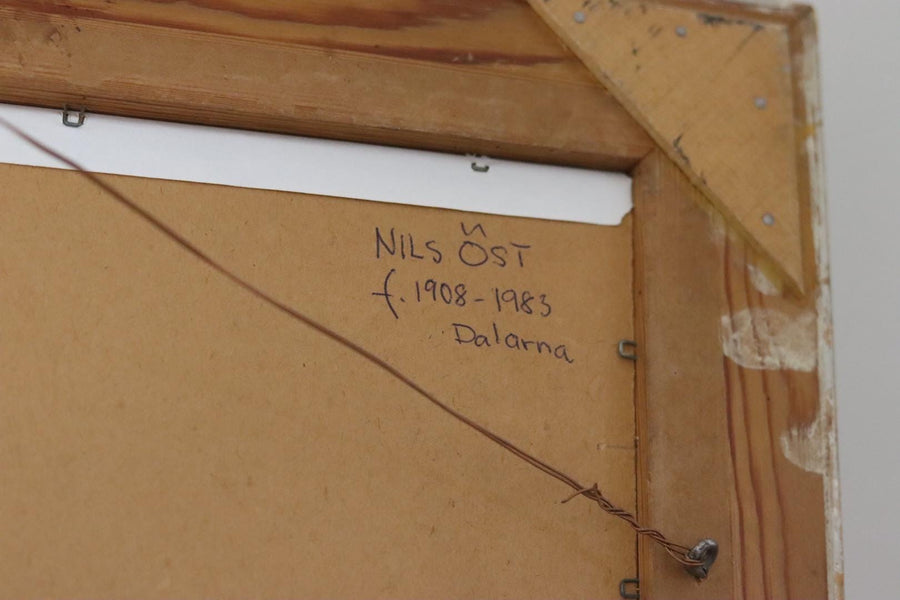 NILS ÖST
f. 1908-1983
Dalarna